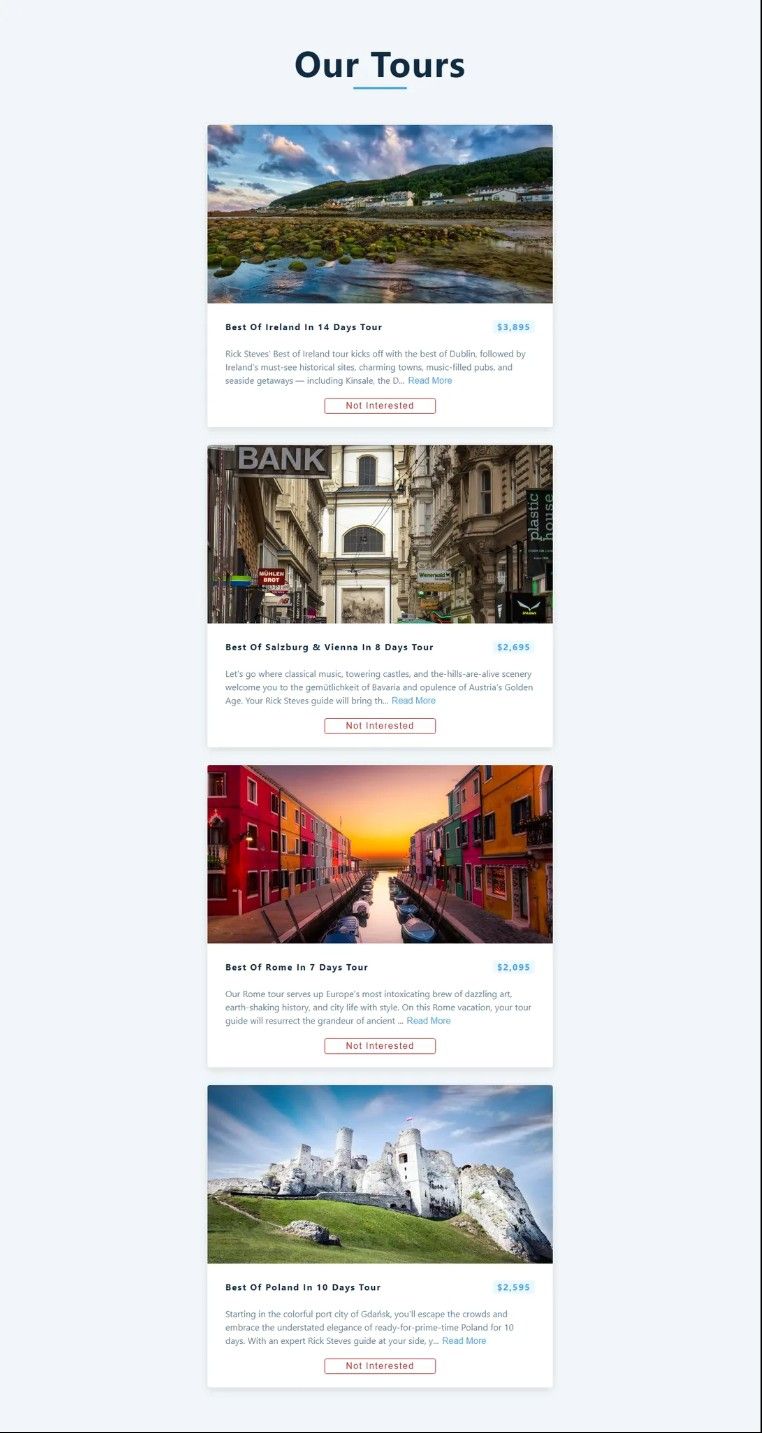 Our Tours
Best Of Ireland In 14 Days Tour
$3,895
Rick Steves' Best of Ireland tour kicks off with the best of Dublin, followed by
Ireland's must-see historical sites, charming towns, music-filled pubs, and
seaside getaways — including Kinsale, the D... Read More
Not Interested
BANK
plastic
house
MÜHLEN
BROT
Wienerwald
Best Of Salzburg & Vienna In 8 Days Tour
$2,695
Let's go where classical music, towering castles, and the-hills-are-alive scenery
welcome you to the gemütlichkeit of Bavaria and opulence of Austria's Golden
Age. Your Rick Steves guide will bring th... Read More
Not Interested
Best Of Rome In 7 Days Tour
$2,095
Our Rome tour serves up Europe's most intoxicating brew of dazzling art,
earth-shaking history, and city life with style. On this Rome vacation, your tour
guide will resurrect the grandeur of ancient ... Read More
Not Interested
Best Of Poland In 10 Days Tour
$2,595
Starting in the colorful port city of Gdańsk, you'll escape the crowds and
embrace the understated elegance of ready-for-prime-time Poland for 10
days. With an expert Rick Steves guide at your side, y... Read More
Not Interested